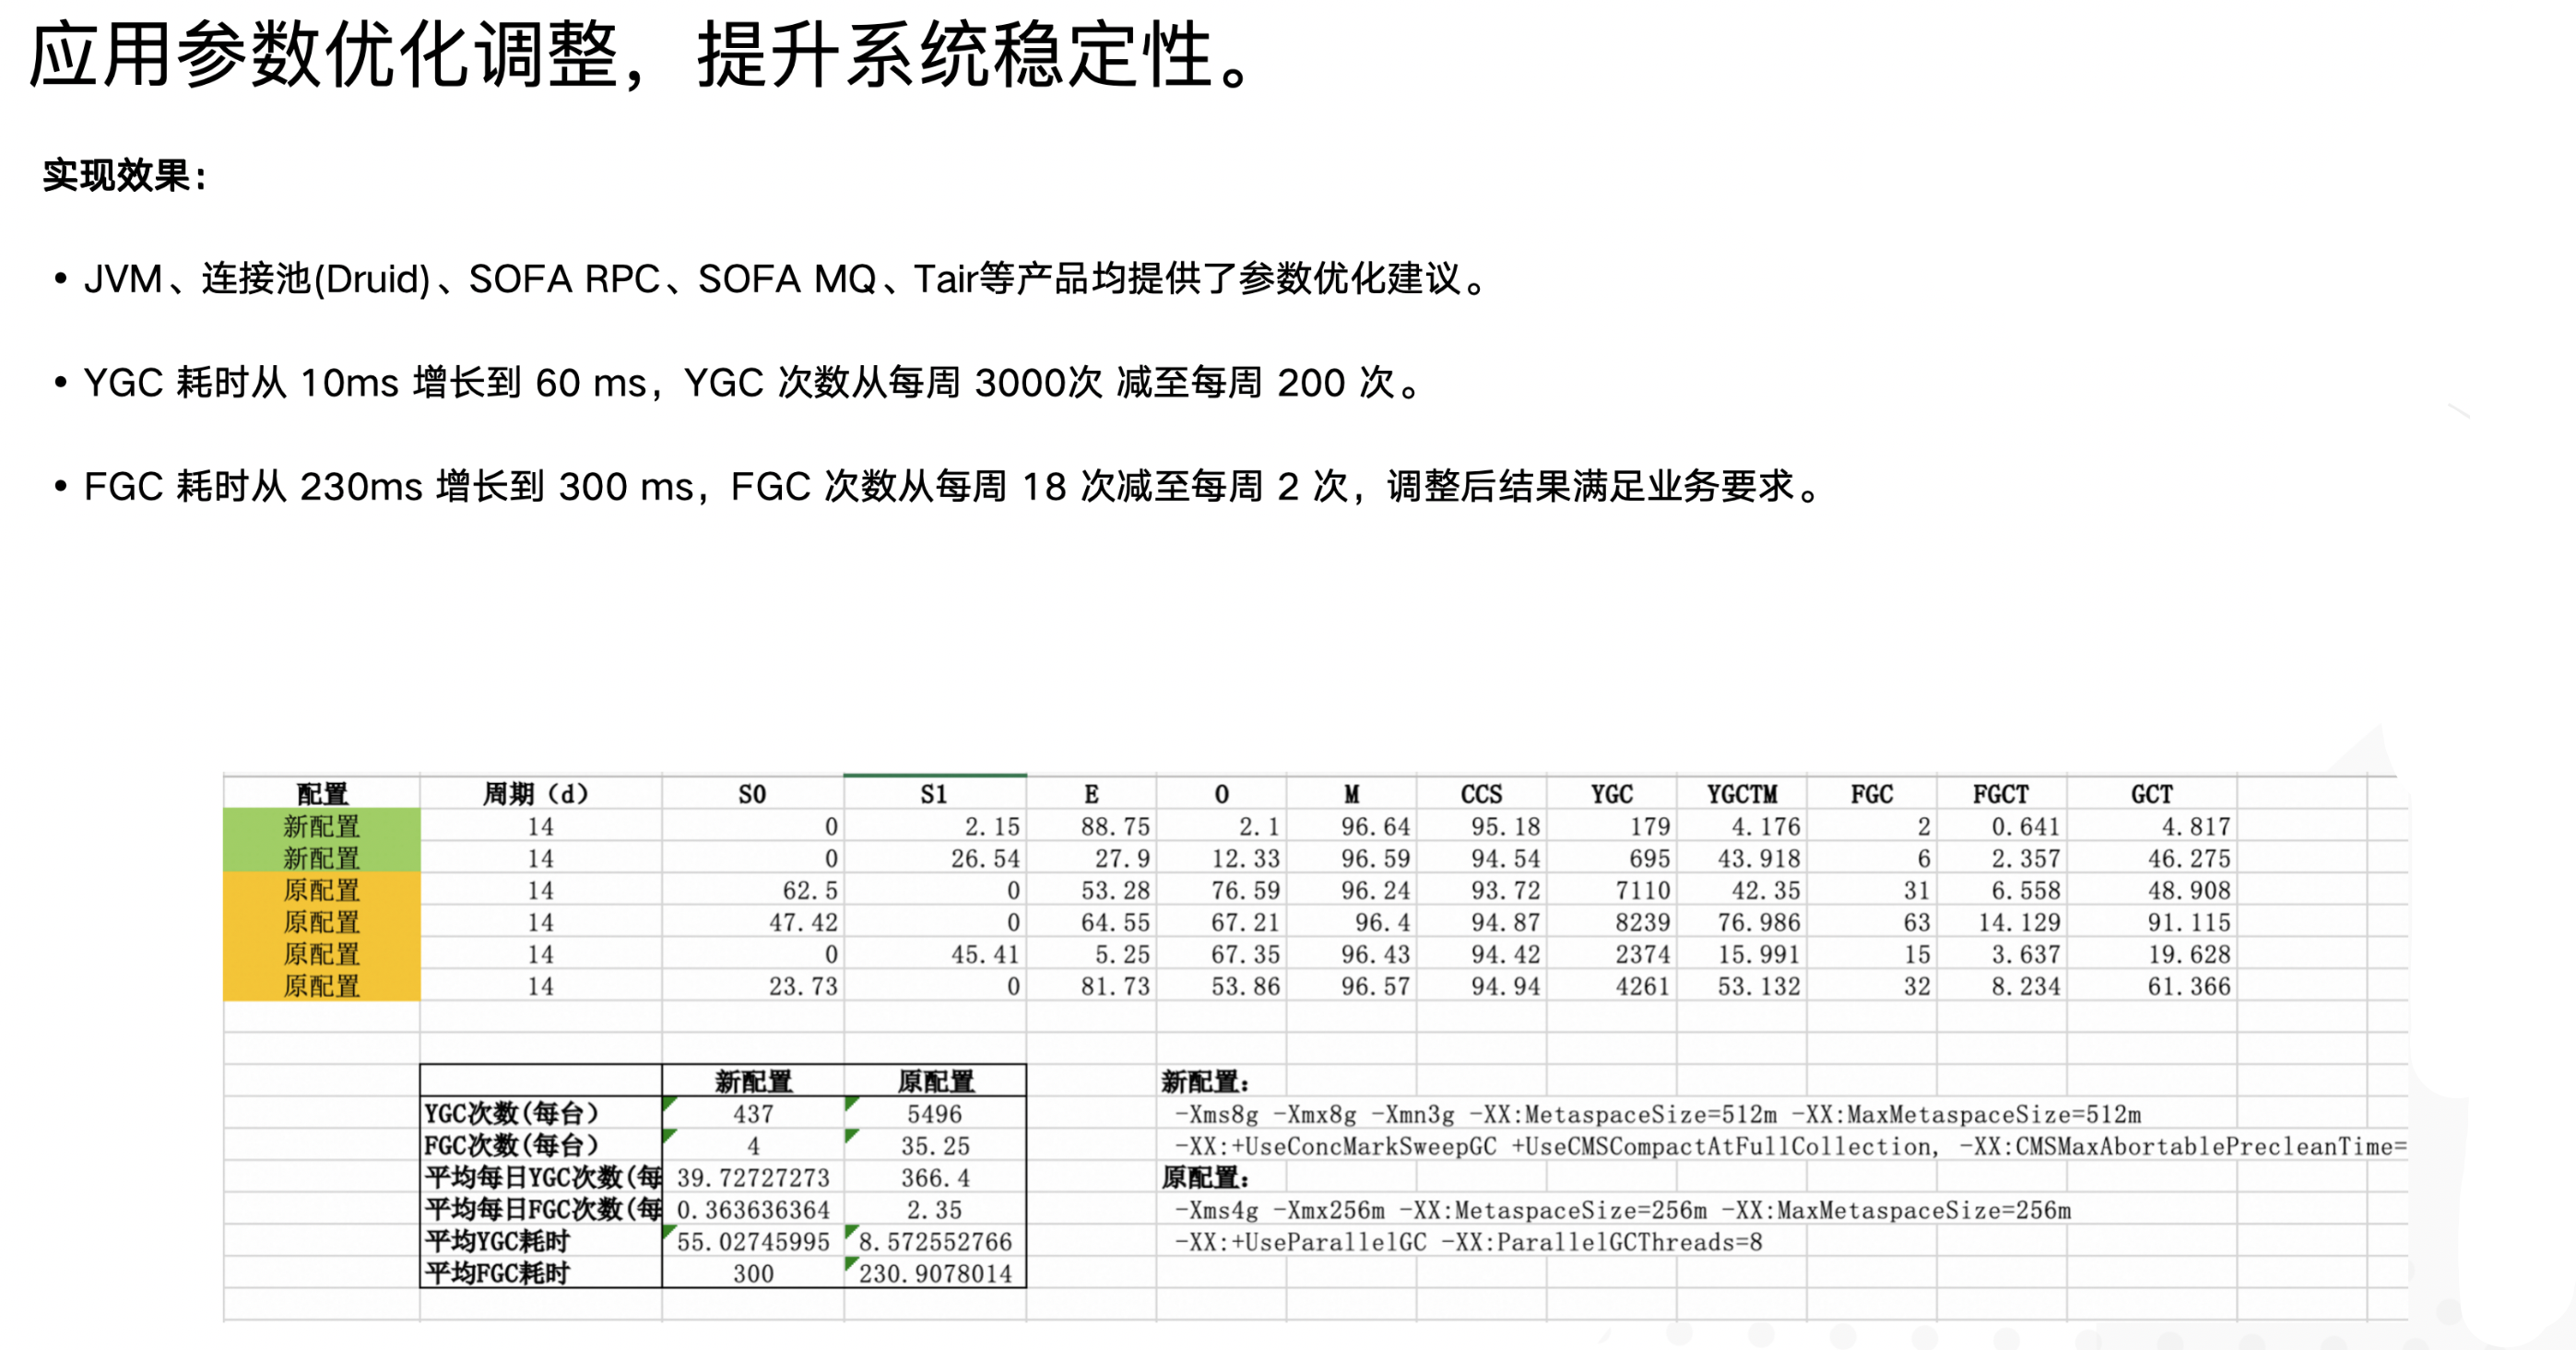 应用参数优化调整，提升系统稳定性。
实现效果：
• JVM、连接池(Druid)、SOFA RPC、SOFA MQ、Tair等产品均提供了参数优化建议。
• YGC 耗时从 10ms 增长到 60 ms，YGC 次数从每周 3000次 减至每周 200 次。
• FGC 耗时从 230ms 增长到 300 ms，FGC 次数从每周 18 次减至每周 2 次，调整后结果满足业务要求。
配置 周期（d） S0 S1 E O M CCS YGC YGCTM FGC FGCT GCT
新配置 14 0 2.15 88.75 2.1 96.64 95.18 179 4.176 2 0.641 4.817
新配置 14 0 26.54 27.9 12.33 96.59 94.54 695 43.918 6 2.357 46.275
原配置 14 62.5 0 53.28 76.59 96.24 93.72 7110 42.35 31 6.558 48.908
原配置 14 47.42 0 64.55 67.21 96.4 94.87 8239 76.986 63 14.129 91.115
原配置 14 0 45.41 5.25 67.35 96.43 94.42 2374 15.991 15 3.637 19.628
原配置 14 23.73 0 81.73 53.86 96.57 94.94 4261 53.132 32 8.234 61.366
新配置 原配置
YGC次数(每台） 437 5496
FGC次数(每台） 4 35.25
平均每日YGC次数(每 39.72727273 366.4
平均每日FGC次数(每 0.363636364 2.35
平均YGC耗时 55.02745995 8.572552766
平均FGC耗时 300 230.9078014
新配置：
-Xms8g -Xmx8g -Xmn3g -XX:MetaspaceSize=512m -XX:MaxMetaspaceSize=512m
-XX:+UseConcMarkSweepGC +UseCMSCompactAtFullCollection, -XX:CMSMaxAbortablePrecleanTime=
原配置：
-Xms4g -Xmx256m -XX:MetaspaceSize=256m -XX:MaxMetaspaceSize=256m
-XX:+UseParallelGC -XX:ParallelGCThreads=8